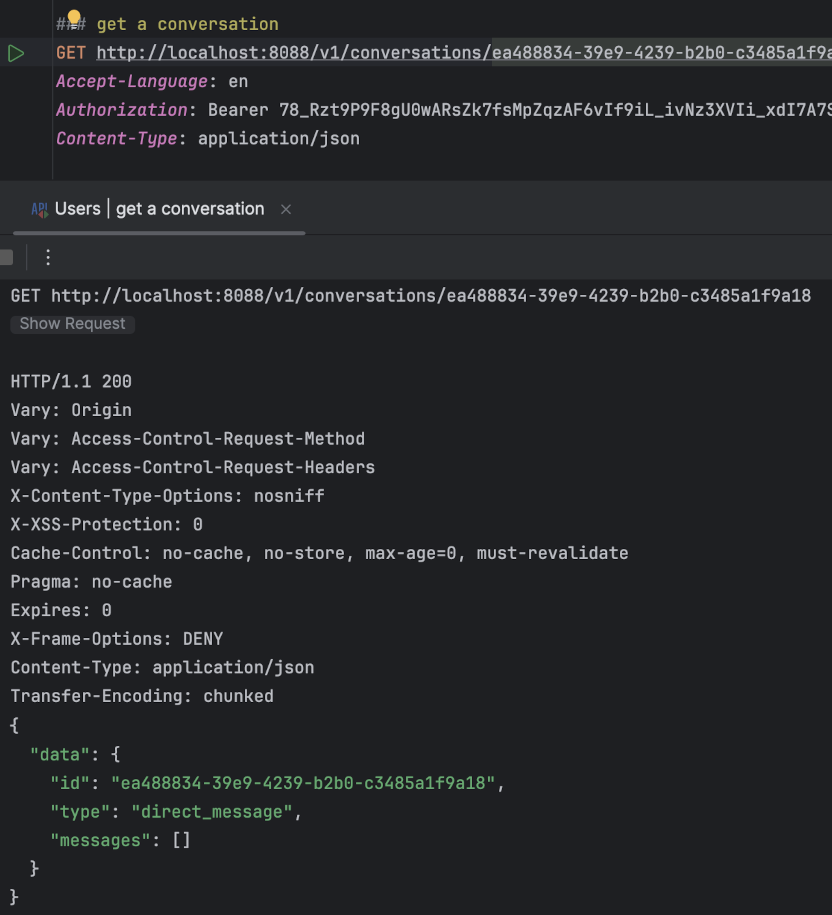 ### get a conversation
GET http://localhost:8088/v1/conversations/ea488834-39e9-4239-b2b0-c3485a1f9a
Accept-Language: en
Authorization: Bearer 78_Rzt9P9F8gU0wARsZk7fsMpZqzAF6vIf9iL_ivNz3XVIi_xdI7A7S
Content-Type: application/json
API Users | get a conversation ×
GET http://localhost:8088/v1/conversations/ea488834-39e9-4239-b2b0-c3485a1f9a18
Show Request
HTTP/1.1 200
Vary: Origin
Vary: Access-Control-Request-Method
Vary: Access-Control-Request-Headers
X-Content-Type-Options: nosniff
X-XSS-Protection: 0
Cache-Control: no-cache, no-store, max-age=0, must-revalidate
Pragma: no-cache
Expires: 0
X-Frame-Options: DENY
Content-Type: application/json
Transfer-Encoding: chunked
{
  "data": {
    "id": "ea488834-39e9-4239-b2b0-c3485a1f9a18",
    "type": "direct_message",
    "messages": []
  }
}